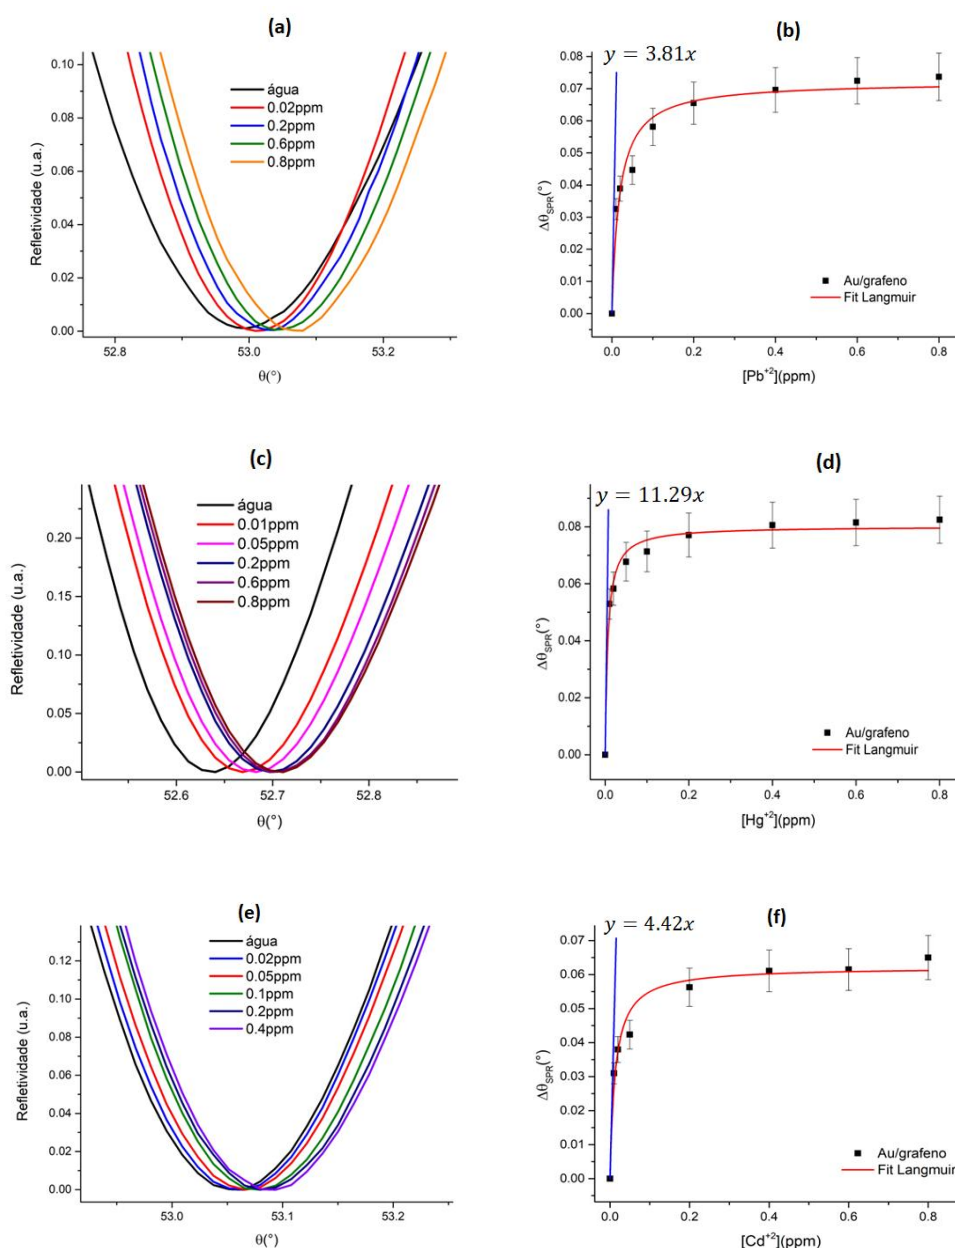 (a)
0.10
0.08
0.06
0.04
0.02
0.00
Refletividade (u.a.)
água
0.02ppm
0.2ppm
0.6ppm
0.8ppm
52.8 53.0 53.2
θ(°)
(b)
y = 3.81x
0.08
0.07
0.06
0.05
0.04
0.03
0.02
0.01
0.00
Δθ_SPR(°)
Au/grafeno
Fit Langmuir
0.0 0.2 0.4 0.6 0.8
[Pb⁺²](ppm)
(c)
0.20
0.15
0.10
0.05
0.00
Refletividade (u.a.)
água
0.01ppm
0.05ppm
0.2ppm
0.6ppm
0.8ppm
52.6 52.7 52.8
θ(°)
(d)
y = 11.29x
0.08
0.06
0.04
0.02
0.00
Δθ_SPR(°)
Au/grafeno
Fit Langmuir
0.0 0.2 0.4 0.6 0.8
[Hg⁺²](ppm)
(e)
0.12
0.10
0.08
0.06
0.04
0.02
0.00
Refletividade (u.a.)
água
0.02ppm
0.05ppm
0.1ppm
0.2ppm
0.4ppm
53.0 53.1 53.2
θ(°)
(f)
y = 4.42x
0.07
0.06
0.05
0.04
0.03
0.02
0.01
0.00
Δθ_SPR(°)
Au/grafeno
Fit Langmuir
0.0 0.2 0.4 0.6 0.8
[Cd⁺²](ppm)